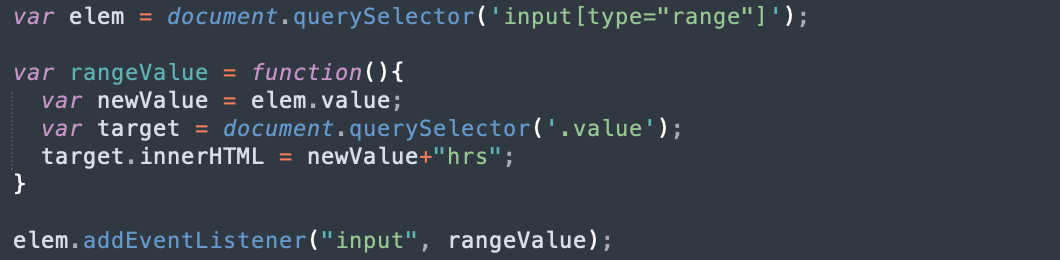 var elem = document.querySelector('input[type="range"]');

var rangeValue = function(){
  var newValue = elem.value;
  var target = document.querySelector('.value');
  target.innerHTML = newValue+"hrs";
}

elem.addEventListener("input", rangeValue);